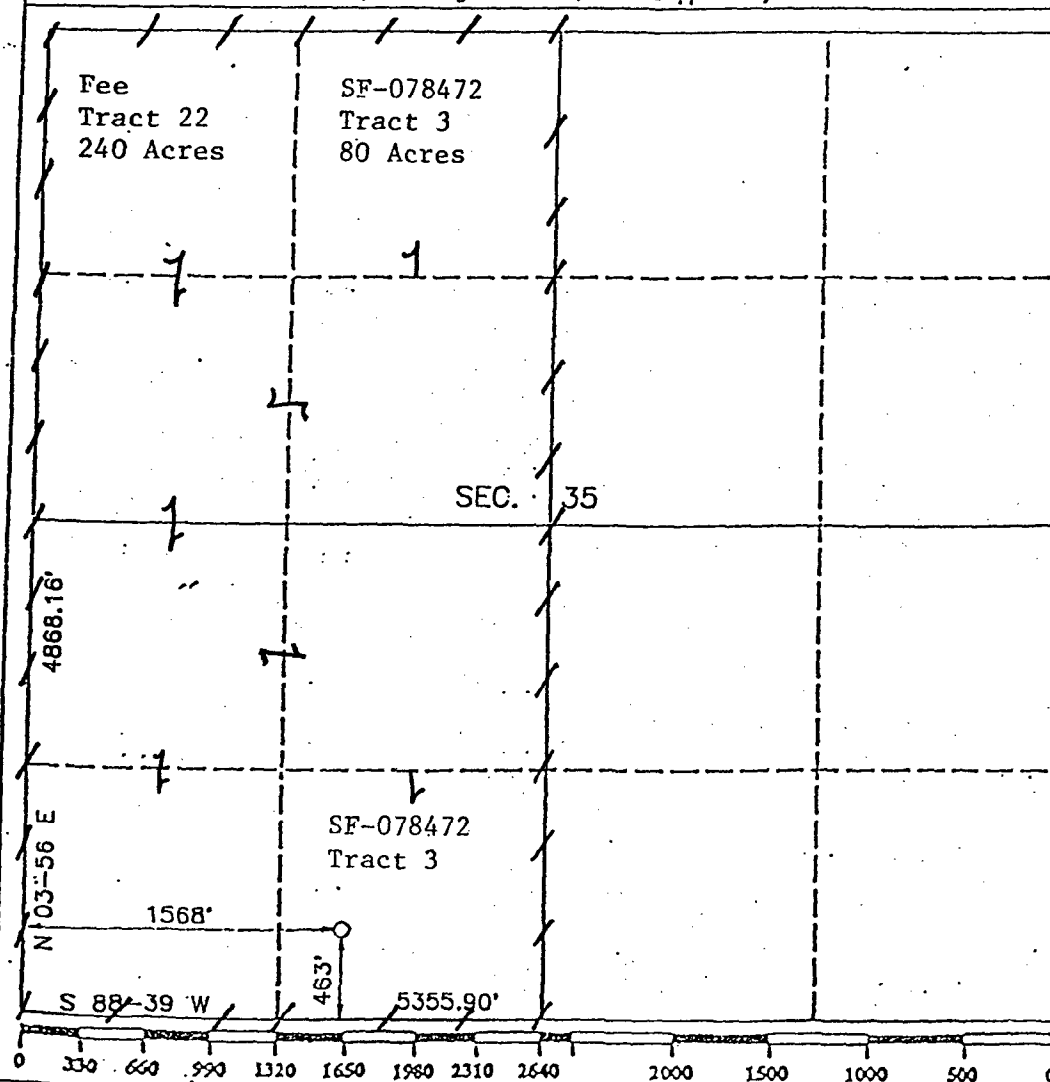 Fee
Tract 22
240 Acres
SF-078472
Tract 3
80 Acres
SEC. 35
4868.16'
N 03-56 E
SF-078472
Tract 3
1568'
463'
S 88-39 W
5355.90'
0 330 660 990 1320 1650 1980 2310 2640 2000 1500 1000 500 0